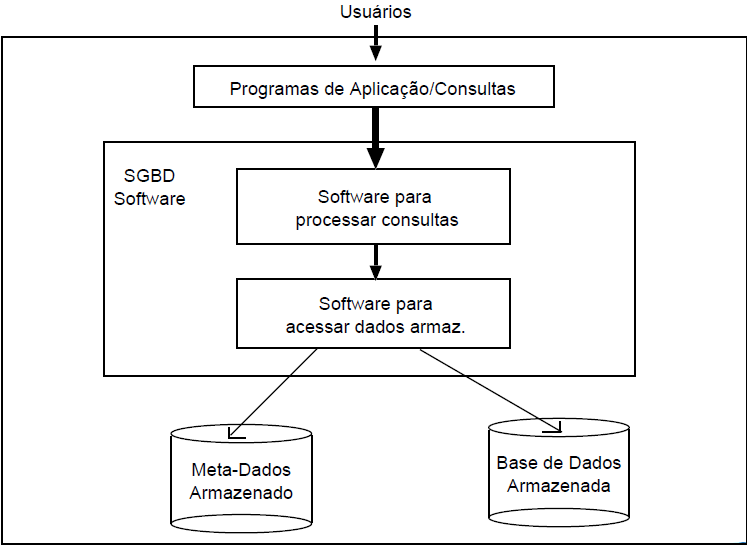 Usuários
Programas de Aplicação/Consultas
SGBD
Software
Software para
processar consultas
Software para
acessar dados armaz.
Meta-Dados
Armazenado
Base de Dados
Armazenada